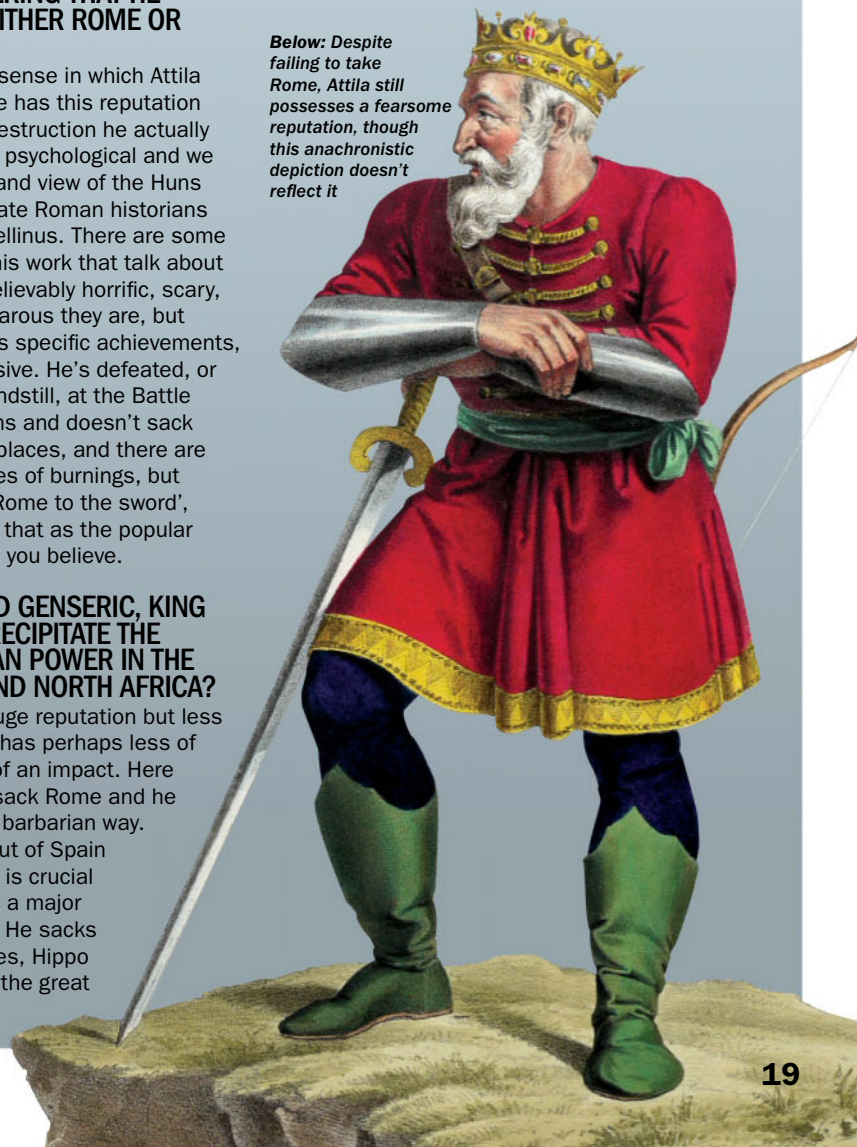 ERING THAT HE
ITHER ROME OR
sense in which Attila
e has this reputation
estruction he actually
psychological and we
and view of the Huns
ate Roman historians
ellinus. There are some
his work that talk about
elievably horrific, scary,
arous they are, but
s specific achievements,
sive. He's defeated, or
ndstill, at the Battle
ns and doesn't sack
places, and there are
es of burnings, but
Rome to the sword',
that as the popular
you believe.
D GENSERIC, KING
RECIPITATE THE
AN POWER IN THE
ND NORTH AFRICA?
uge reputation but less
has perhaps less of
of an impact. Here
sack Rome and he
barbarian way.
ut of Spain
is crucial
a major
He sacks
es, Hippo
the great
Below: Despite
failing to take
Rome, Attila still
possesses a fearsome
reputation, though
this anachronistic
depiction doesn't
reflect it
19